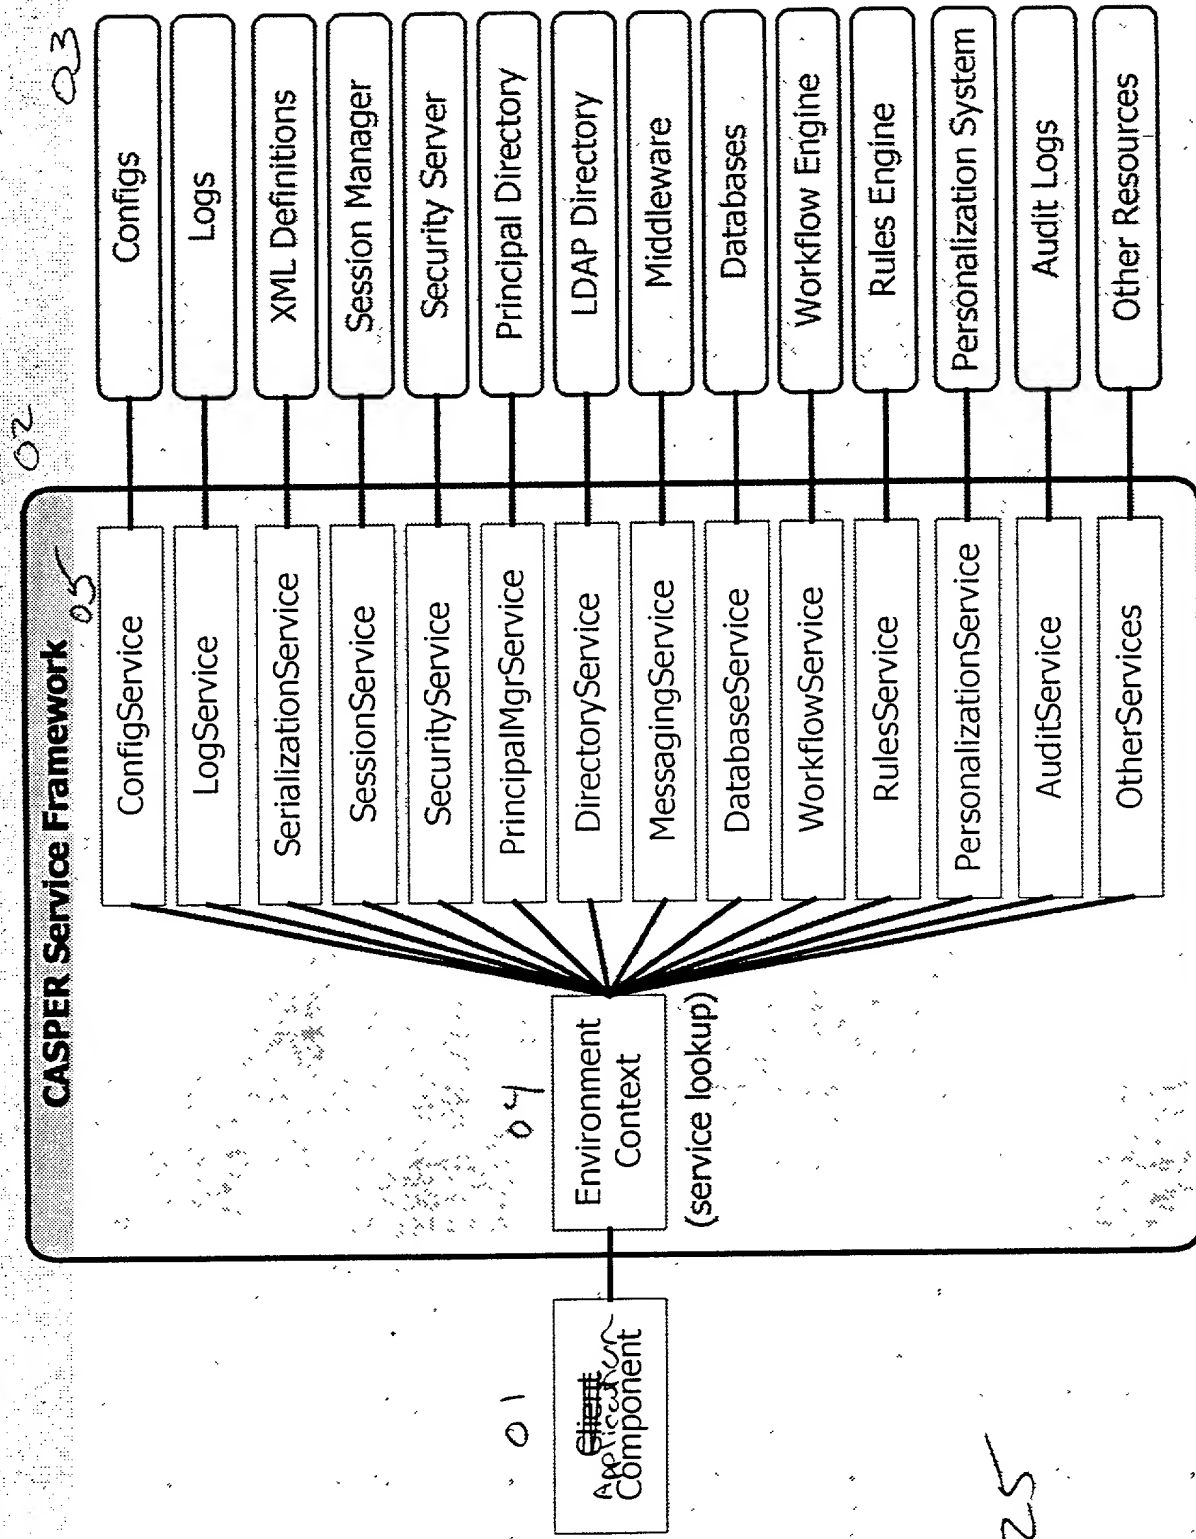 02
03
CASPER Service Framework
05
01
Client
Application
Component
04
Environment
Context
(service lookup)
ConfigService
LogService
SerializationService
SessionService
SecurityService
PrincipalMgrService
DirectoryService
MessagingService
DatabaseService
WorkflowService
RulesService
PersonalizationService
AuditService
OtherServices
Configs
Logs
XML Definitions
Session Manager
Security Server
Principal Directory
LDAP Directory
Middleware
Databases
Workflow Engine
Rules Engine
Personalization System
Audit Logs
Other Resources
25